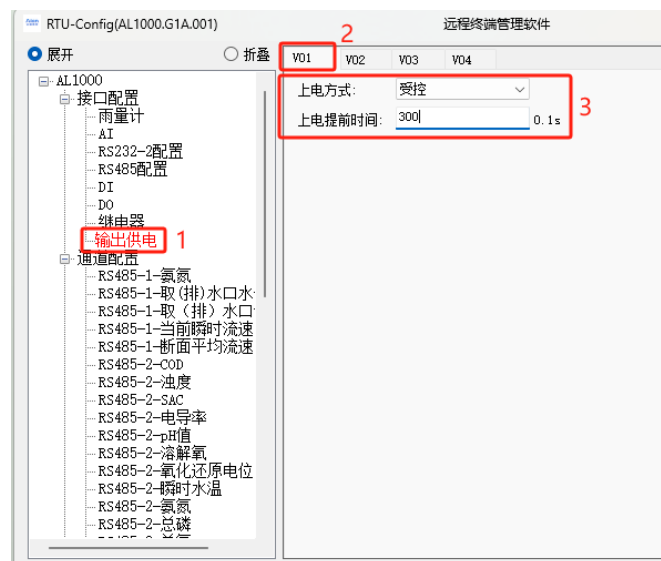 RTU-Config(AL1000.G1A.001) 远程终端管理软件
展开 折叠
AL1000
接口配置
雨量计
AI
RS232-2配置
RS485配置
DI
DO
继电器
输出供电 1
通道配置
RS485-1-氨氮
RS485-1-取(排)水口水
RS485-1-取（排）水口
RS485-1-当前瞬时流速
RS485-1-断面平均流速
RS485-2-COD
RS485-2-浊度
RS485-2-SAC
RS485-2-电导率
RS485-2-pH值
RS485-2-溶解氧
RS485-2-氧化还原电位
RS485-2-瞬时水温
RS485-2-氨氮
RS485-2-总磷
2
VO1 VO2 VO3 VO4
上电方式: 受控
上电提前时间: 300 0.1s
3